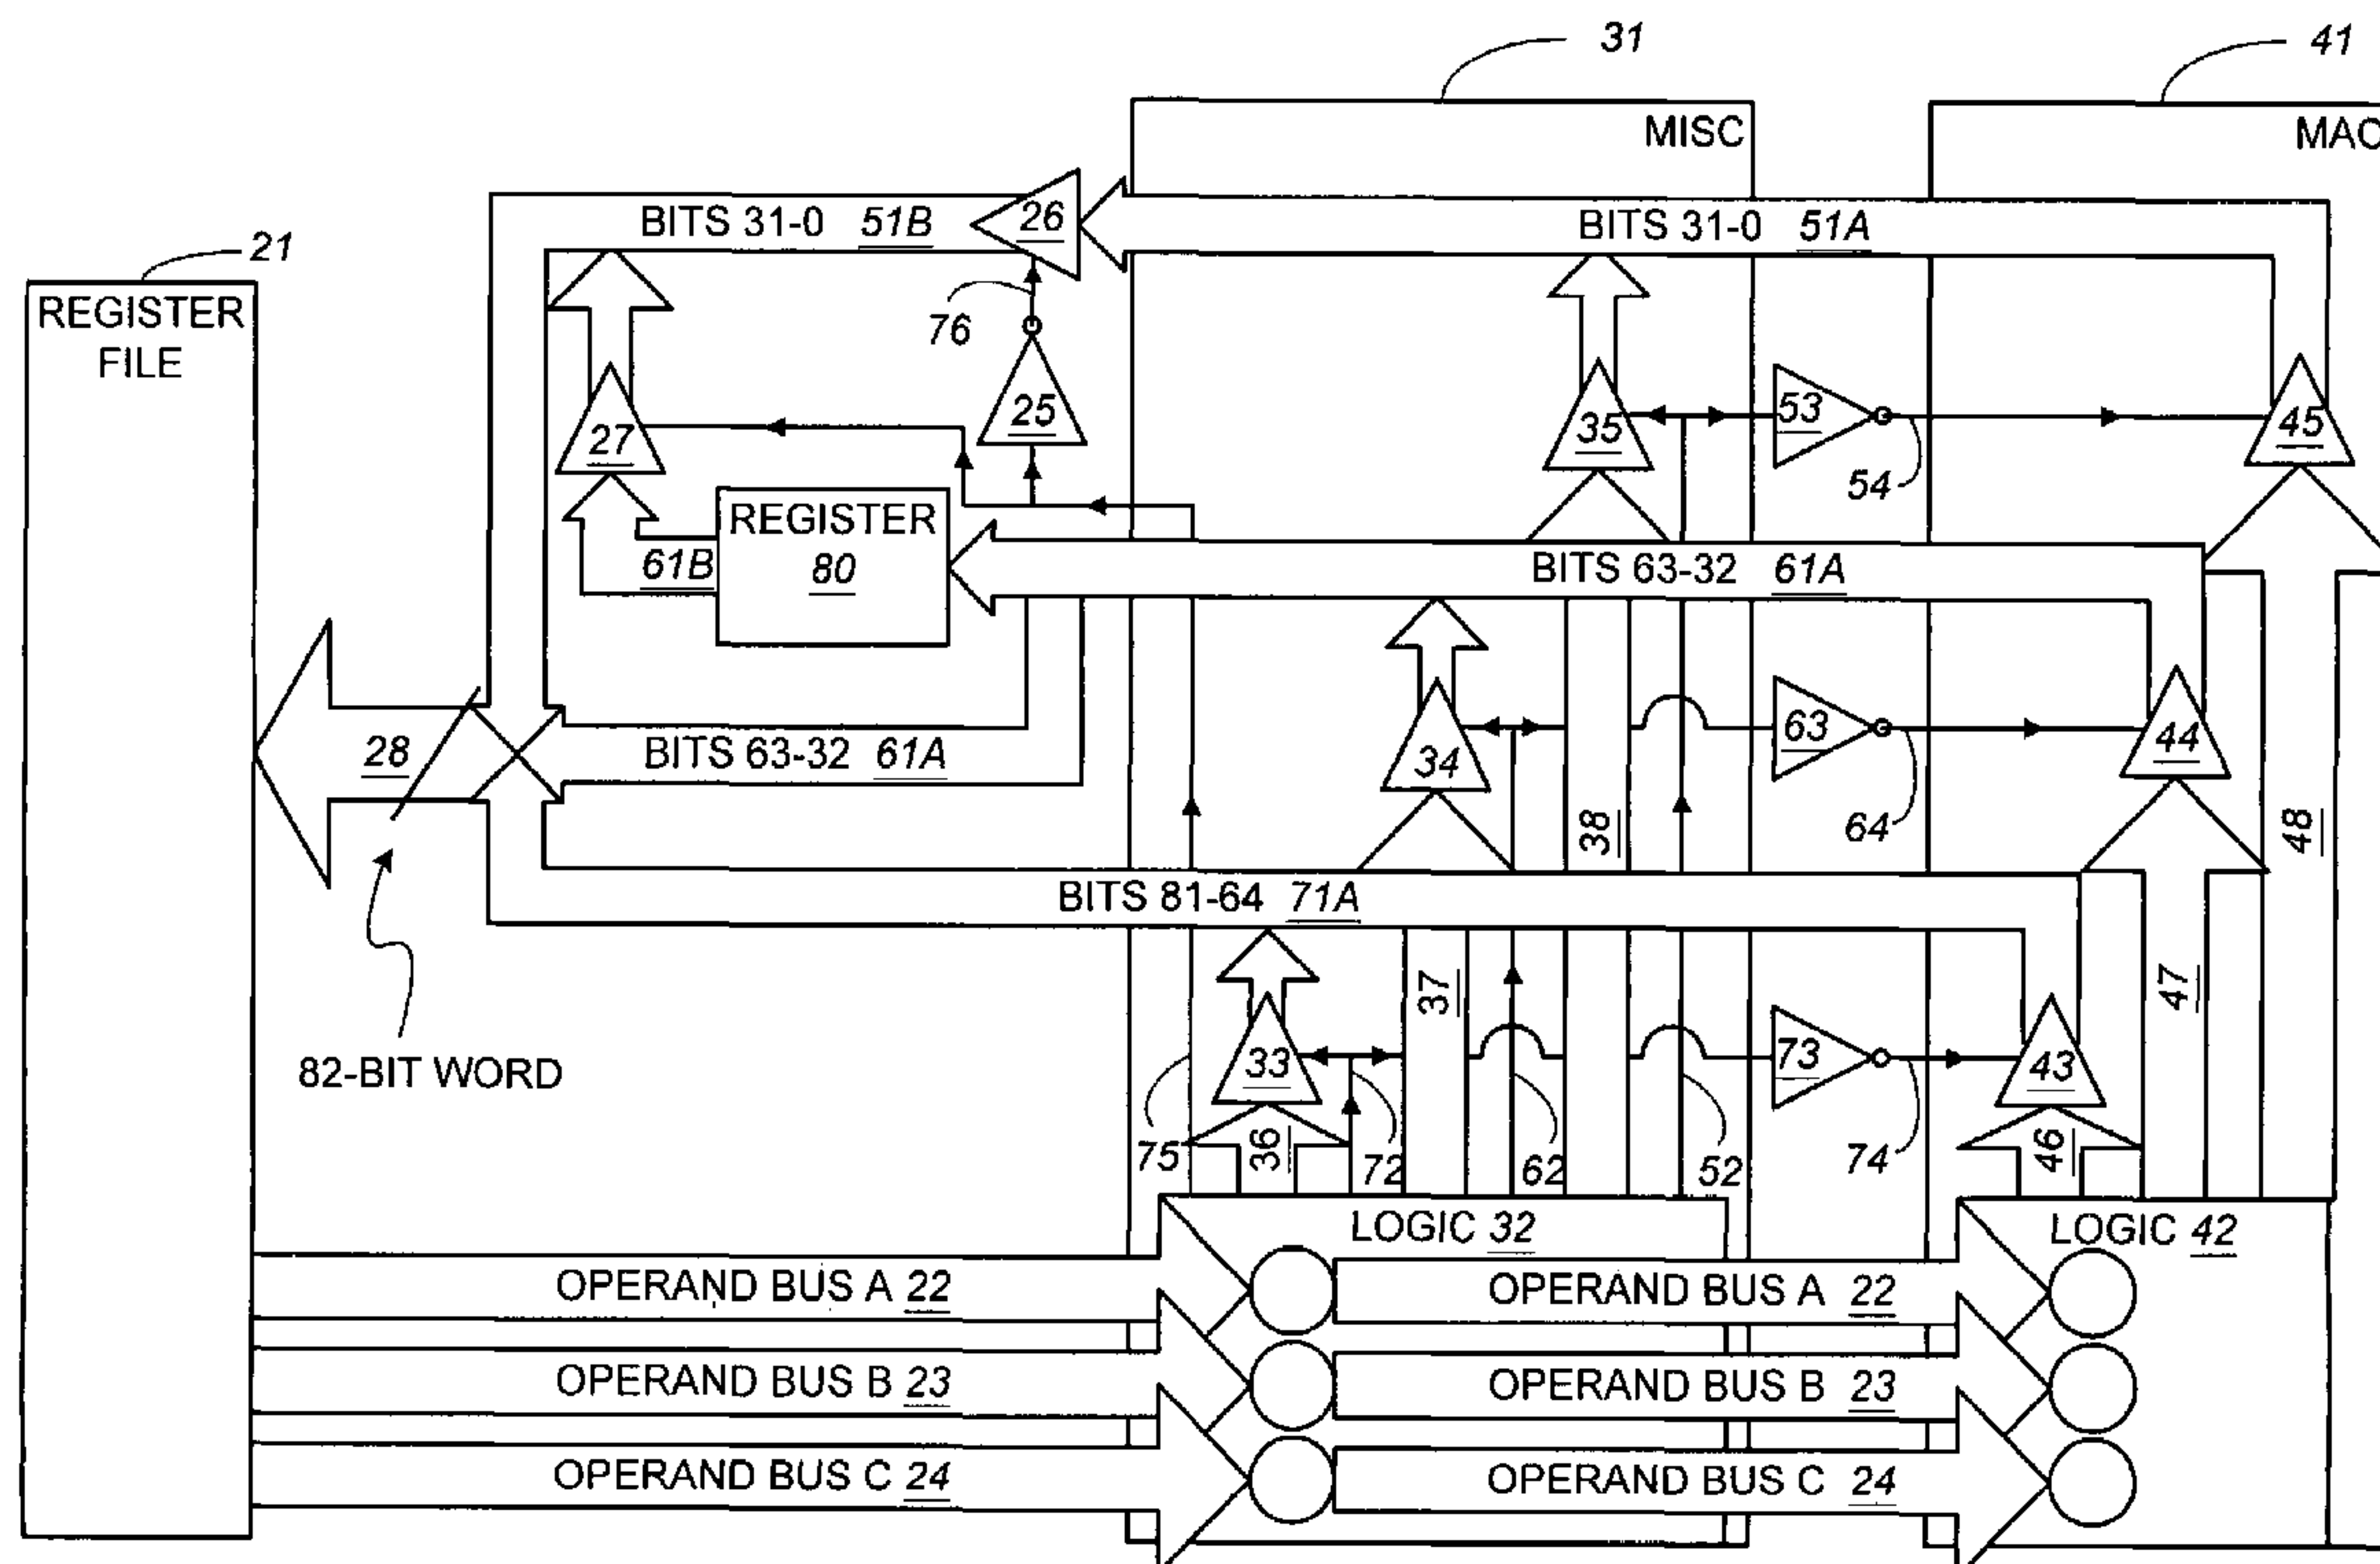 31
41
MISC
MAC
21
BITS 31-0 51B
26
BITS 31-0 51A
REGISTER
FILE
76
27
25
35
53
45
54
REGISTER
80
61B
BITS 63-32 61A
28
BITS 63-32 61A
34
63
44
38
64
48
BITS 81-64 71A
82-BIT WORD
37
47
33
73
43
75
36
72
62
52
74
46
LOGIC 32
LOGIC 42
OPERAND BUS A 22
OPERAND BUS A 22
OPERAND BUS B 23
OPERAND BUS B 23
OPERAND BUS C 24
OPERAND BUS C 24